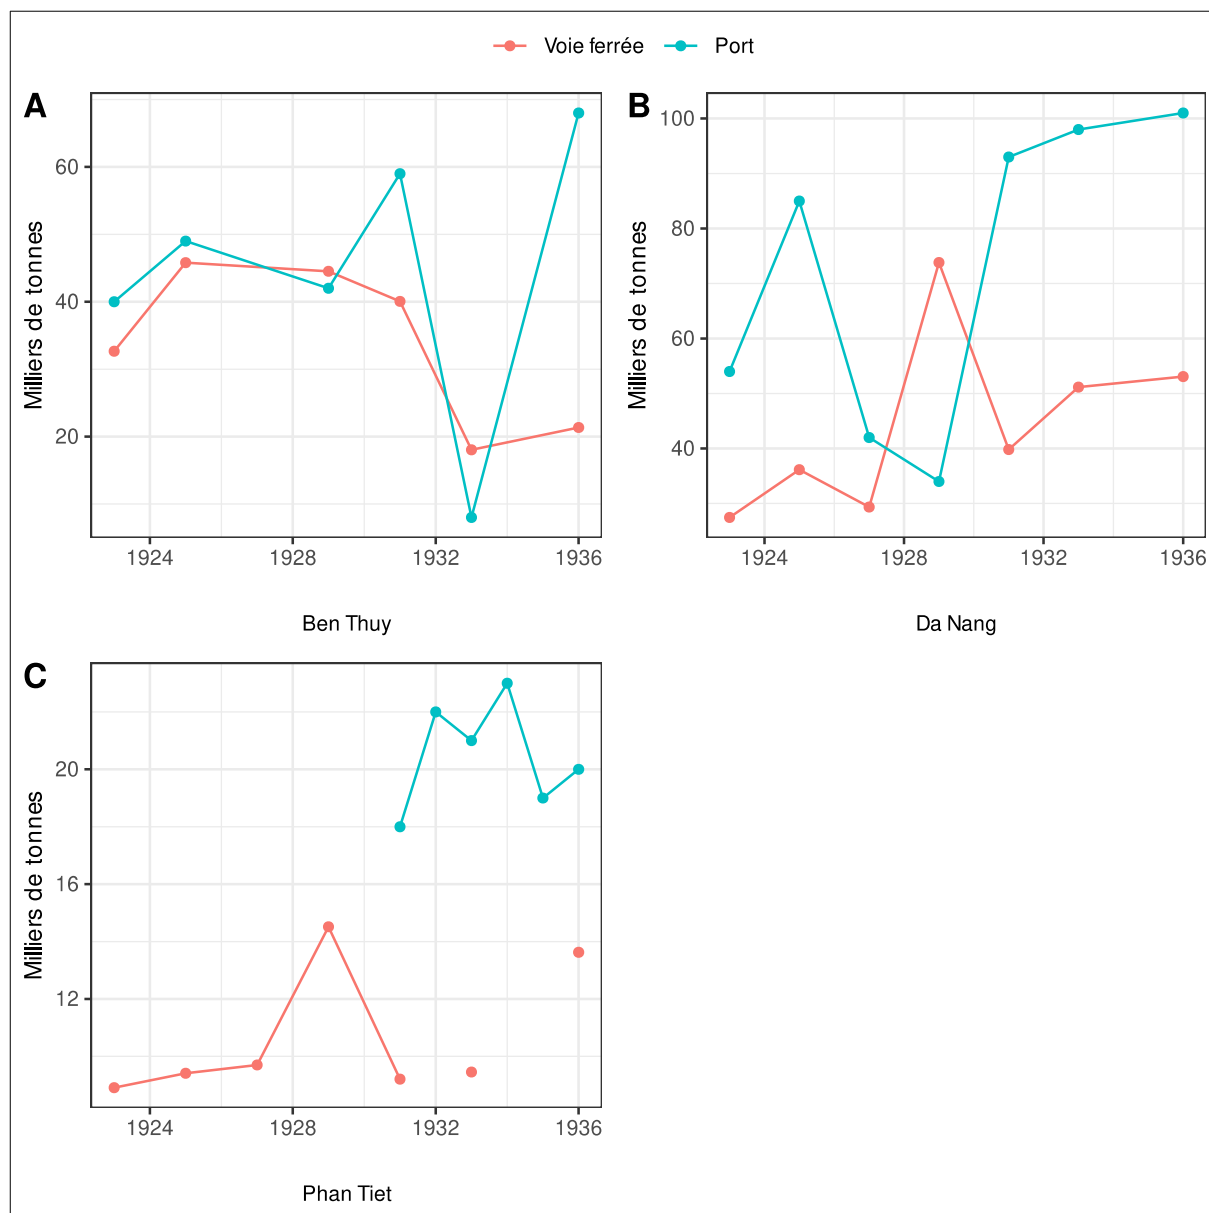 Voie ferrée Port
A
Milliers de tonnes
60
40
20
1924 1928 1932 1936
Ben Thuy
B
Milliers de tonnes
100
80
60
40
1924 1928 1932 1936
Da Nang
C
Milliers de tonnes
20
16
12
1924 1928 1932 1936
Phan Tiet